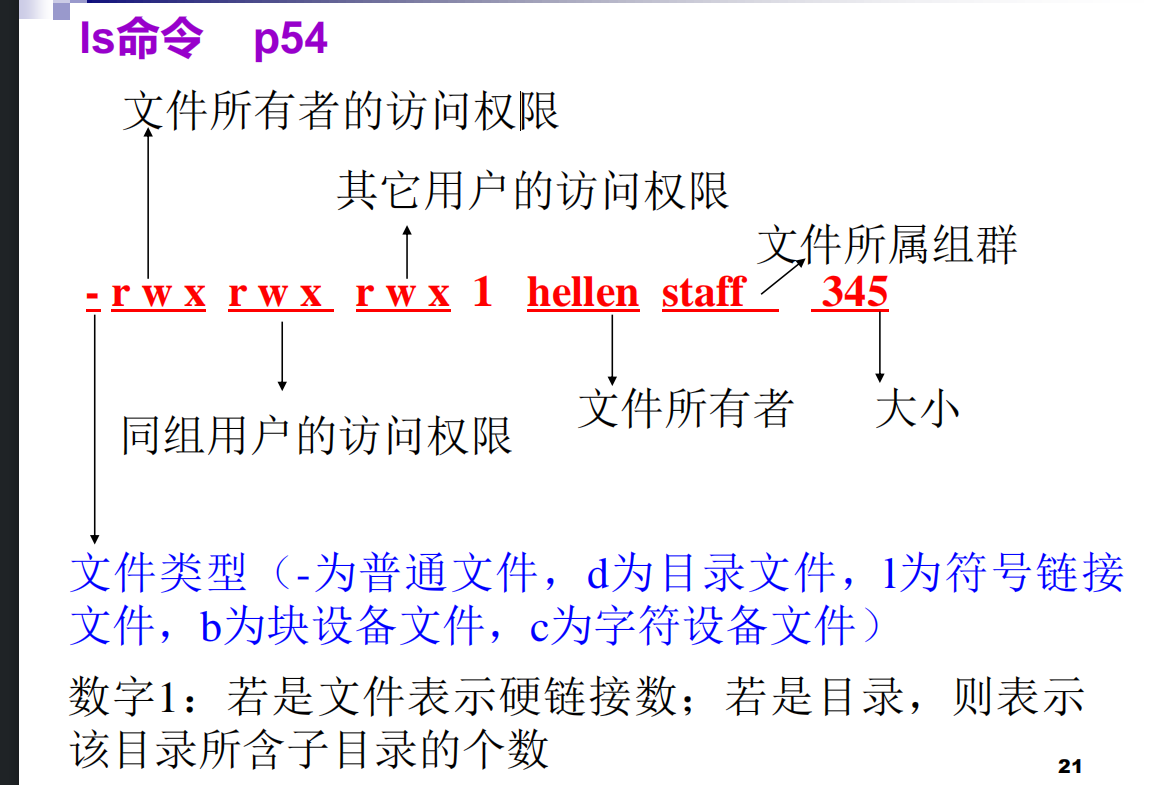 ls命令 p54
文件所有者的访问权限
其它用户的访问权限
文件所属组群
- r w x r w x r w x 1 hellen staff 345
同组用户的访问权限
文件所有者
大小
文件类型（-为普通文件，d为目录文件，l为符号链接
文件，b为块设备文件，c为字符设备文件）
数字1：若是文件表示硬链接数；若是目录，则表示
该目录所含子目录的个数
21